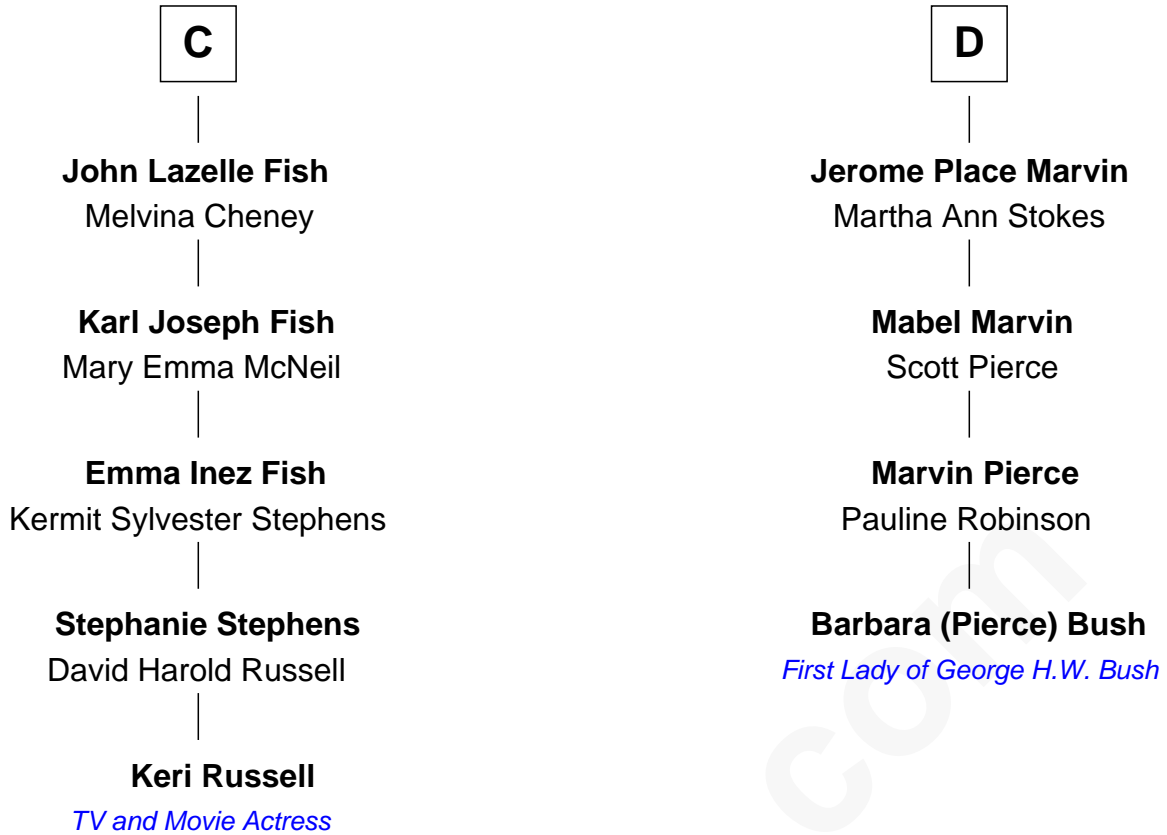 C
John Lazelle Fish
Melvina Cheney
Karl Joseph Fish
Mary Emma McNeil
Emma Inez Fish
Kermit Sylvester Stephens
Stephanie Stephens
David Harold Russell
Keri Russell
TV and Movie Actress
D
Jerome Place Marvin
Martha Ann Stokes
Mabel Marvin
Scott Pierce
Marvin Pierce
Pauline Robinson
Barbara (Pierce) Bush
First Lady of George H.W. Bush
com